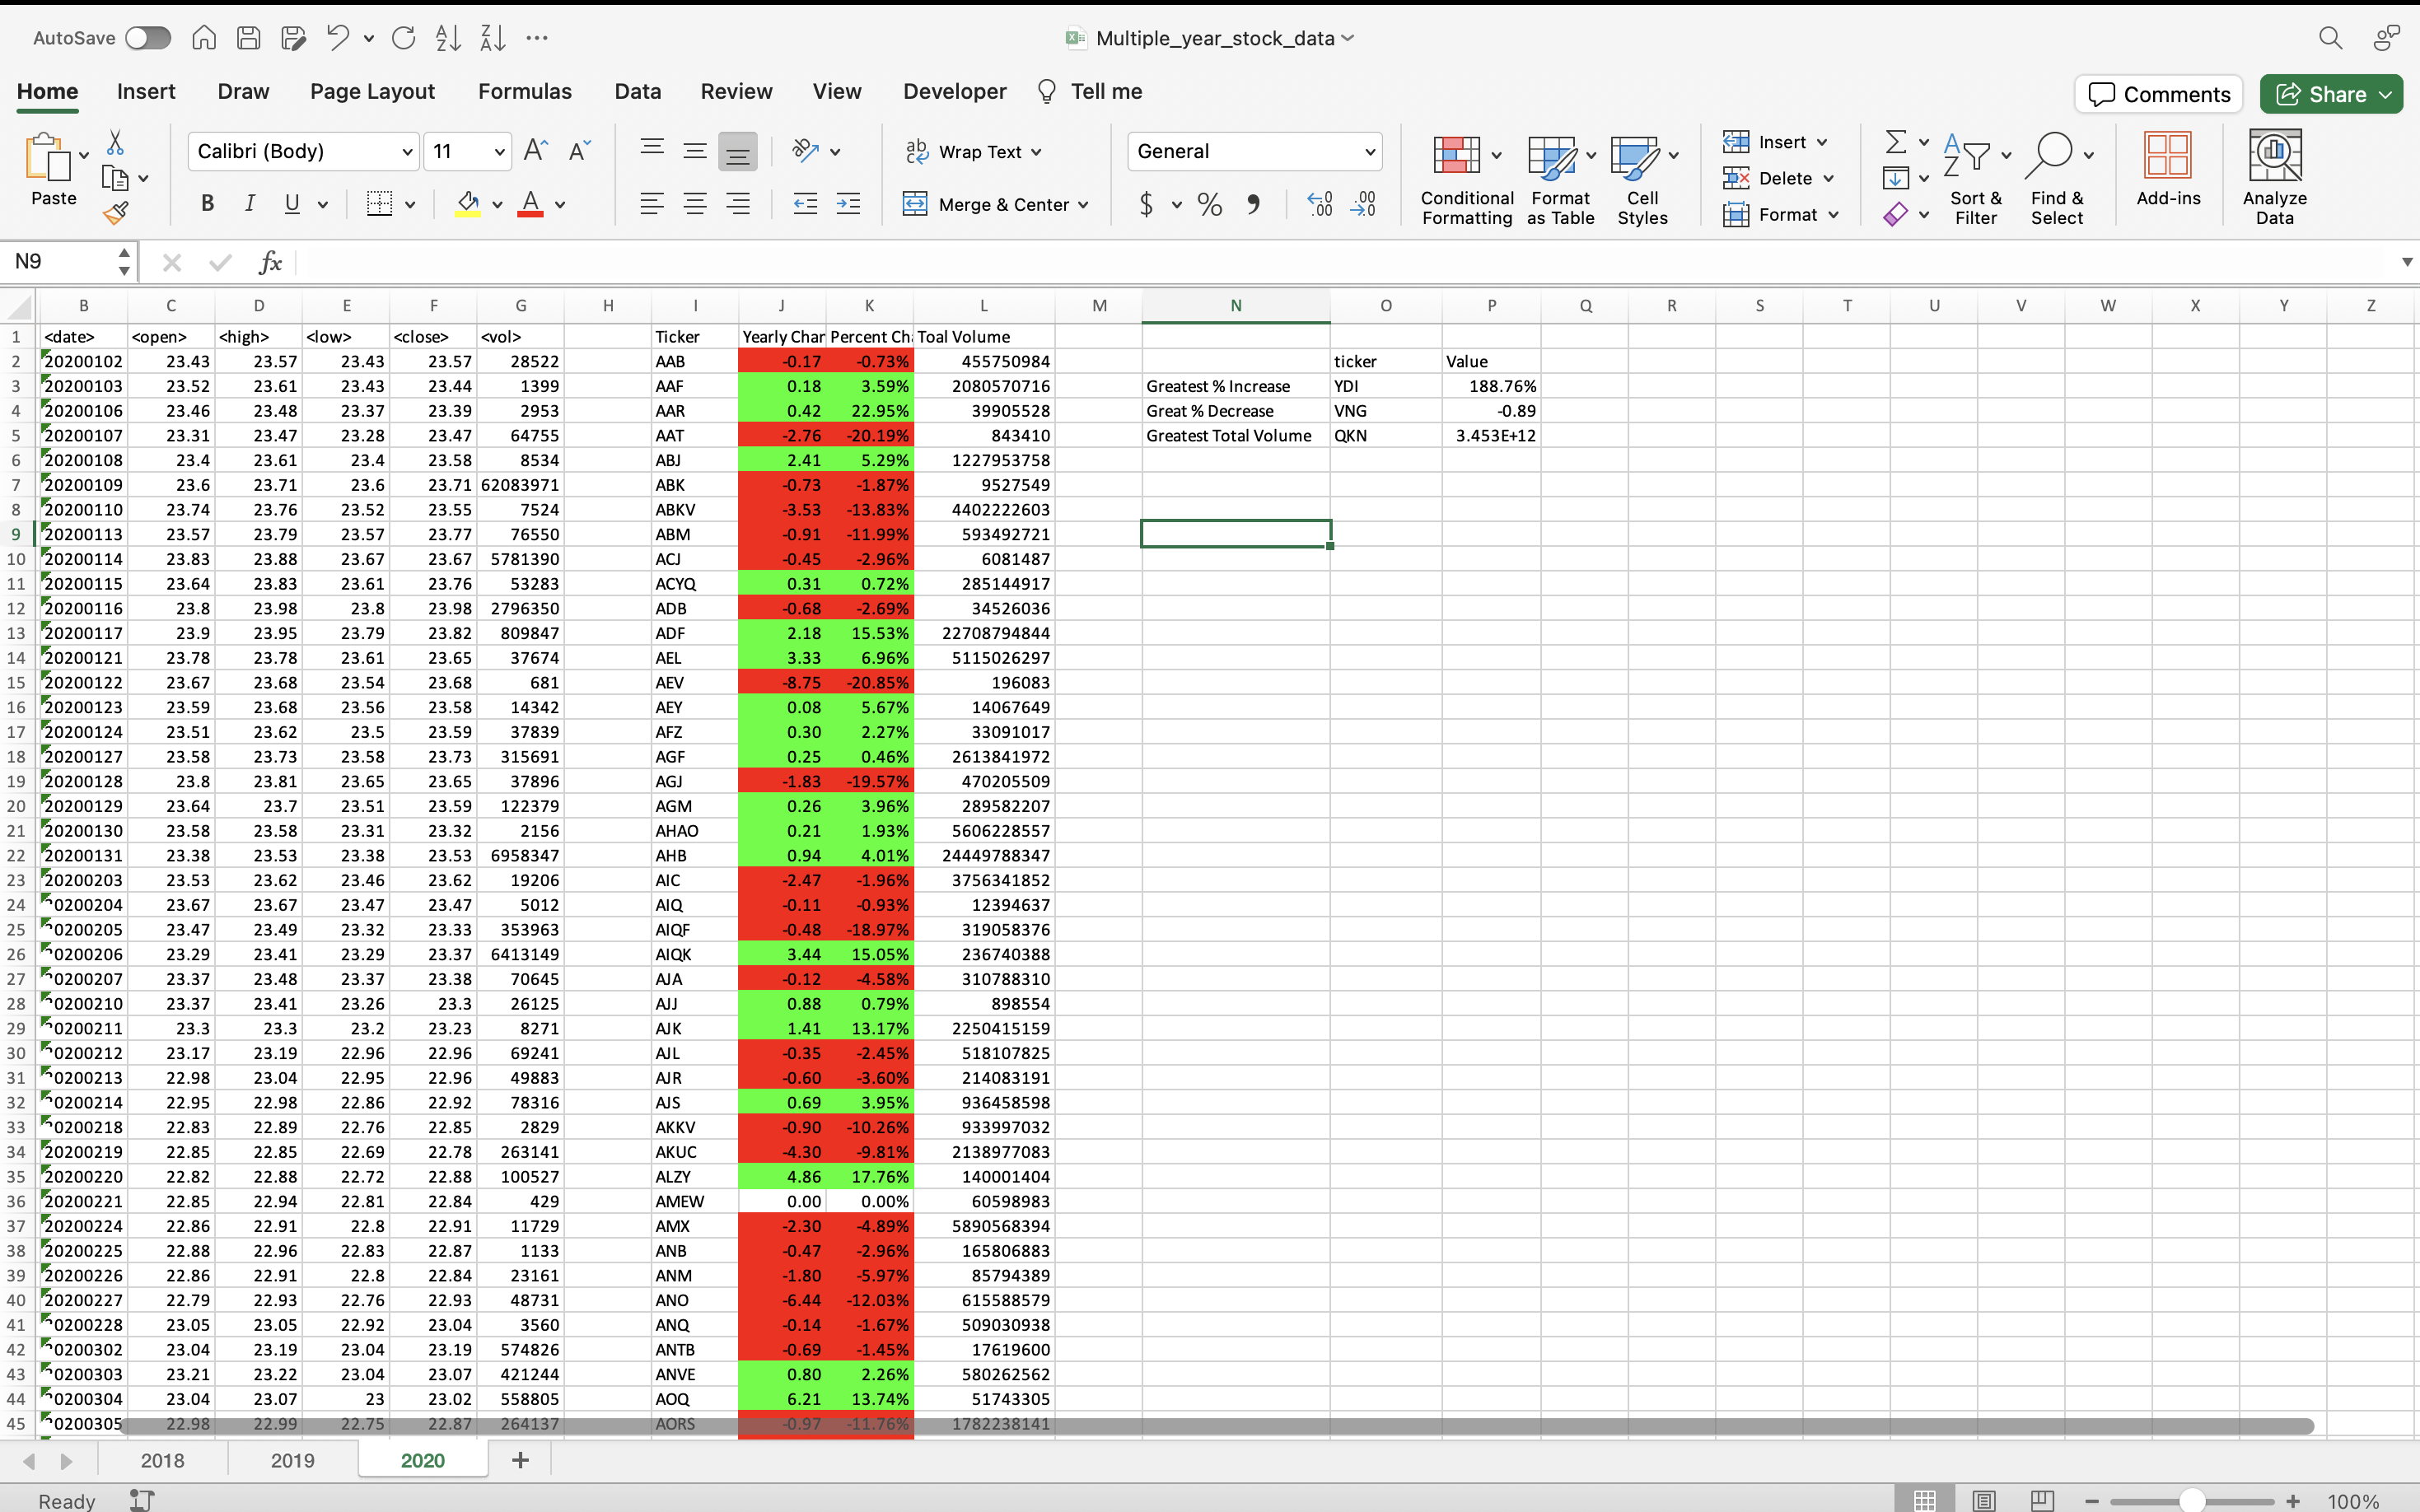 AutoSave Multiple_year_stock_data
Home Insert Draw Page Layout Formulas Data Review View Developer Tell me Comments Share
Calibri (Body) 11 Wrap Text General Insert
Paste Conditional Formatting Format as Table Cell Styles Delete Sort & Filter Find & Select Add-ins Analyze Data
B I U Merge & Center $ % Format
N9 fx
B C D E F G H I J K L M N O P Q R S T U V W X Y Z
1 <date> <open> <high> <low> <close> <vol> Ticker Yearly Char Percent Ch Toal Volume
2 20200102 23.43 23.57 23.43 23.57 28522 AAB -0.17 -0.73% 455750984 ticker Value
3 20200103 23.52 23.61 23.43 23.44 1399 AAF 0.18 3.59% 2080570716 Greatest % Increase YDI 188.76%
4 20200106 23.46 23.48 23.37 23.39 2953 AAR 0.42 22.95% 39905528 Great % Decrease VNG -0.89
5 20200107 23.31 23.47 23.28 23.47 64755 AAT -2.76 -20.19% 843410 Greatest Total Volume QKN 3.453E+12
6 20200108 23.4 23.61 23.4 23.58 8534 ABJ 2.41 5.29% 1227953758
7 20200109 23.6 23.71 23.6 23.71 62083971 ABK -0.73 -1.87% 9527549
8 20200110 23.74 23.76 23.52 23.55 7524 ABKV -3.53 -13.83% 4402222603
9 20200113 23.57 23.79 23.57 23.77 76550 ABM -0.91 -11.99% 593492721
10 20200114 23.83 23.88 23.67 23.67 5781390 ACJ -0.45 -2.96% 6081487
11 20200115 23.64 23.83 23.61 23.76 53283 ACYQ 0.31 0.72% 285144917
12 20200116 23.8 23.98 23.8 23.98 2796350 ADB -0.68 -2.69% 34526036
13 20200117 23.9 23.95 23.79 23.82 809847 ADF 2.18 15.53% 22708794844
14 20200121 23.78 23.78 23.61 23.65 37674 AEL 3.33 6.96% 5115026297
15 20200122 23.67 23.68 23.54 23.68 681 AEV -8.75 -20.85% 196083
16 20200123 23.59 23.68 23.56 23.58 14342 AEY 0.08 5.67% 14067649
17 20200124 23.51 23.62 23.5 23.59 37839 AFZ 0.30 2.27% 33091017
18 20200127 23.58 23.73 23.58 23.73 315691 AGF 0.25 0.46% 2613841972
19 20200128 23.8 23.81 23.65 23.65 37896 AGJ -1.83 -19.57% 470205509
20 20200129 23.64 23.7 23.51 23.59 122379 AGM 0.26 3.96% 289582207
21 20200130 23.58 23.58 23.31 23.32 2156 AHAO 0.21 1.93% 5606228557
22 20200131 23.38 23.53 23.38 23.53 6958347 AHB 0.94 4.01% 24449788347
23 20200203 23.53 23.62 23.46 23.62 19206 AIC -2.47 -1.96% 3756341852
24 20200204 23.67 23.67 23.47 23.47 5012 AIQ -0.11 -0.93% 12394637
25 20200205 23.47 23.49 23.32 23.33 353963 AIQF -0.48 -18.97% 319058376
26 20200206 23.29 23.41 23.29 23.37 6413149 AIQK 3.44 15.05% 236740388
27 20200207 23.37 23.48 23.37 23.38 70645 AJA -0.12 -4.58% 310788310
28 20200210 23.37 23.41 23.26 23.3 26125 AJJ 0.88 0.79% 898554
29 20200211 23.3 23.3 23.2 23.23 8271 AJK 1.41 13.17% 2250415159
30 20200212 23.17 23.19 22.96 22.96 69241 AJL -0.35 -2.45% 518107825
31 20200213 22.98 23.04 22.95 22.96 49883 AJR -0.60 -3.60% 214083191
32 20200214 22.95 22.98 22.86 22.92 78316 AJS 0.69 3.95% 936458598
33 20200218 22.83 22.89 22.76 22.85 2829 AKKV -0.90 -10.26% 933997032
34 20200219 22.85 22.85 22.69 22.78 263141 AKUC -4.30 -9.81% 2138977083
35 20200220 22.82 22.88 22.72 22.88 100527 ALZY 4.86 17.76% 140001404
36 20200221 22.85 22.94 22.81 22.84 429 AMEW 0.00 0.00% 60598983
37 20200224 22.86 22.91 22.8 22.91 11729 AMX -2.30 -4.89% 5890568394
38 20200225 22.88 22.96 22.83 22.87 1133 ANB -0.47 -2.96% 165806883
39 20200226 22.86 22.91 22.8 22.84 23161 ANM -1.80 -5.97% 85794389
40 20200227 22.79 22.93 22.76 22.93 48731 ANO -6.44 -12.03% 615588579
41 20200228 23.05 23.05 22.92 23.04 3560 ANQ -0.14 -1.67% 509030938
42 20200302 23.04 23.19 23.04 23.19 574826 ANTB -0.69 -1.45% 17619600
43 20200303 23.21 23.22 23.04 23.07 421244 ANVE 0.80 2.26% 580262562
44 20200304 23.04 23.07 23 23.02 558805 AOQ 6.21 13.74% 51743305
45 20200305 22.98 22.99 22.75 22.87 264137 AORS -0.97 -11.76% 1782238141
2018 2019 2020 +
Ready 100%